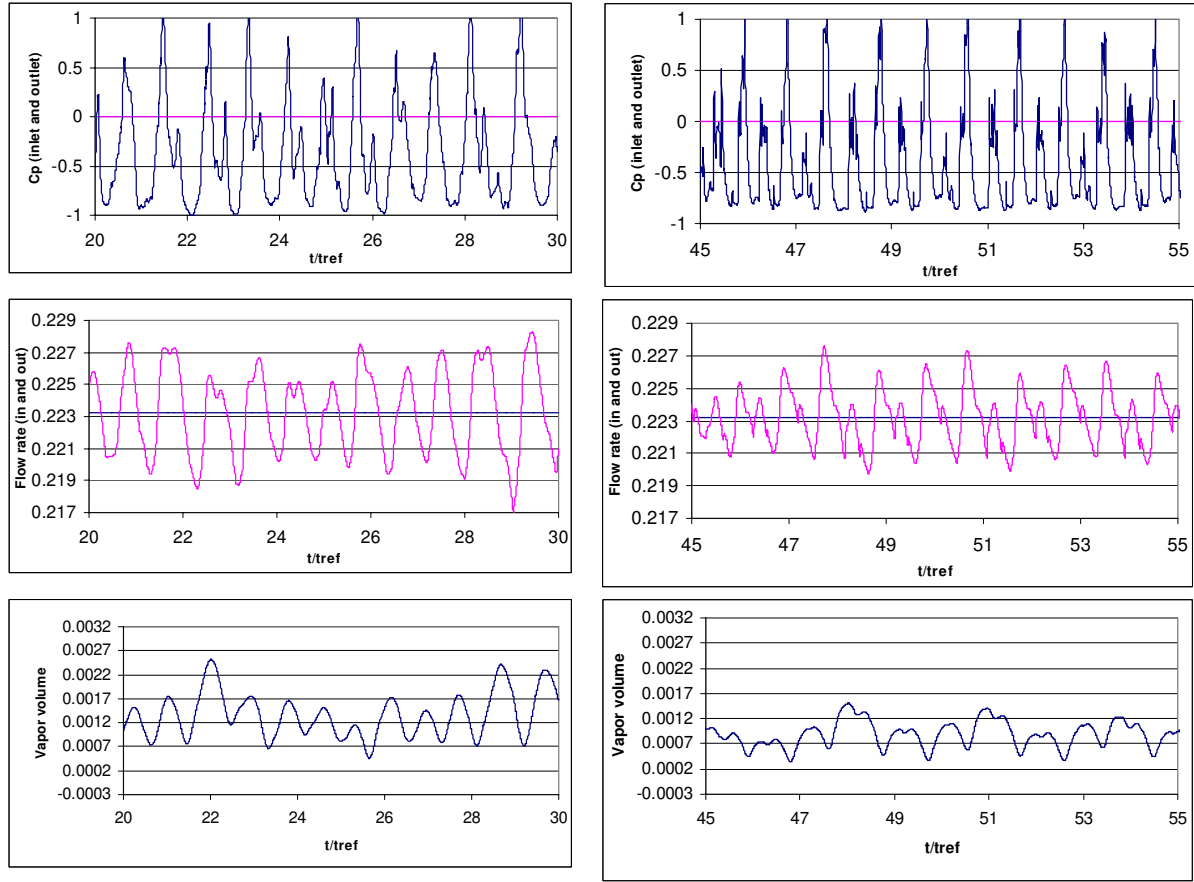 Cp (inlet and outlet)
1
0.5
0
-0.5
-1
20 22 24 26 28 30
t/tref
Cp (inlet and outlet)
1
0.5
0
-0.5
-1
45 47 49 51 53 55
t/tref
Flow rate (in and out)
0.229
0.227
0.225
0.223
0.221
0.219
0.217
20 22 24 26 28 30
t/tref
Flow rate (in and out)
0.229
0.227
0.225
0.223
0.221
0.219
0.217
45 47 49 51 53 55
t/tref
Vapor volume
0.0032
0.0027
0.0022
0.0017
0.0012
0.0007
0.0002
-0.0003
20 22 24 26 28 30
t/tref
Vapor volume
0.0032
0.0027
0.0022
0.0017
0.0012
0.0007
0.0002
-0.0003
45 47 49 51 53 55
t/tref